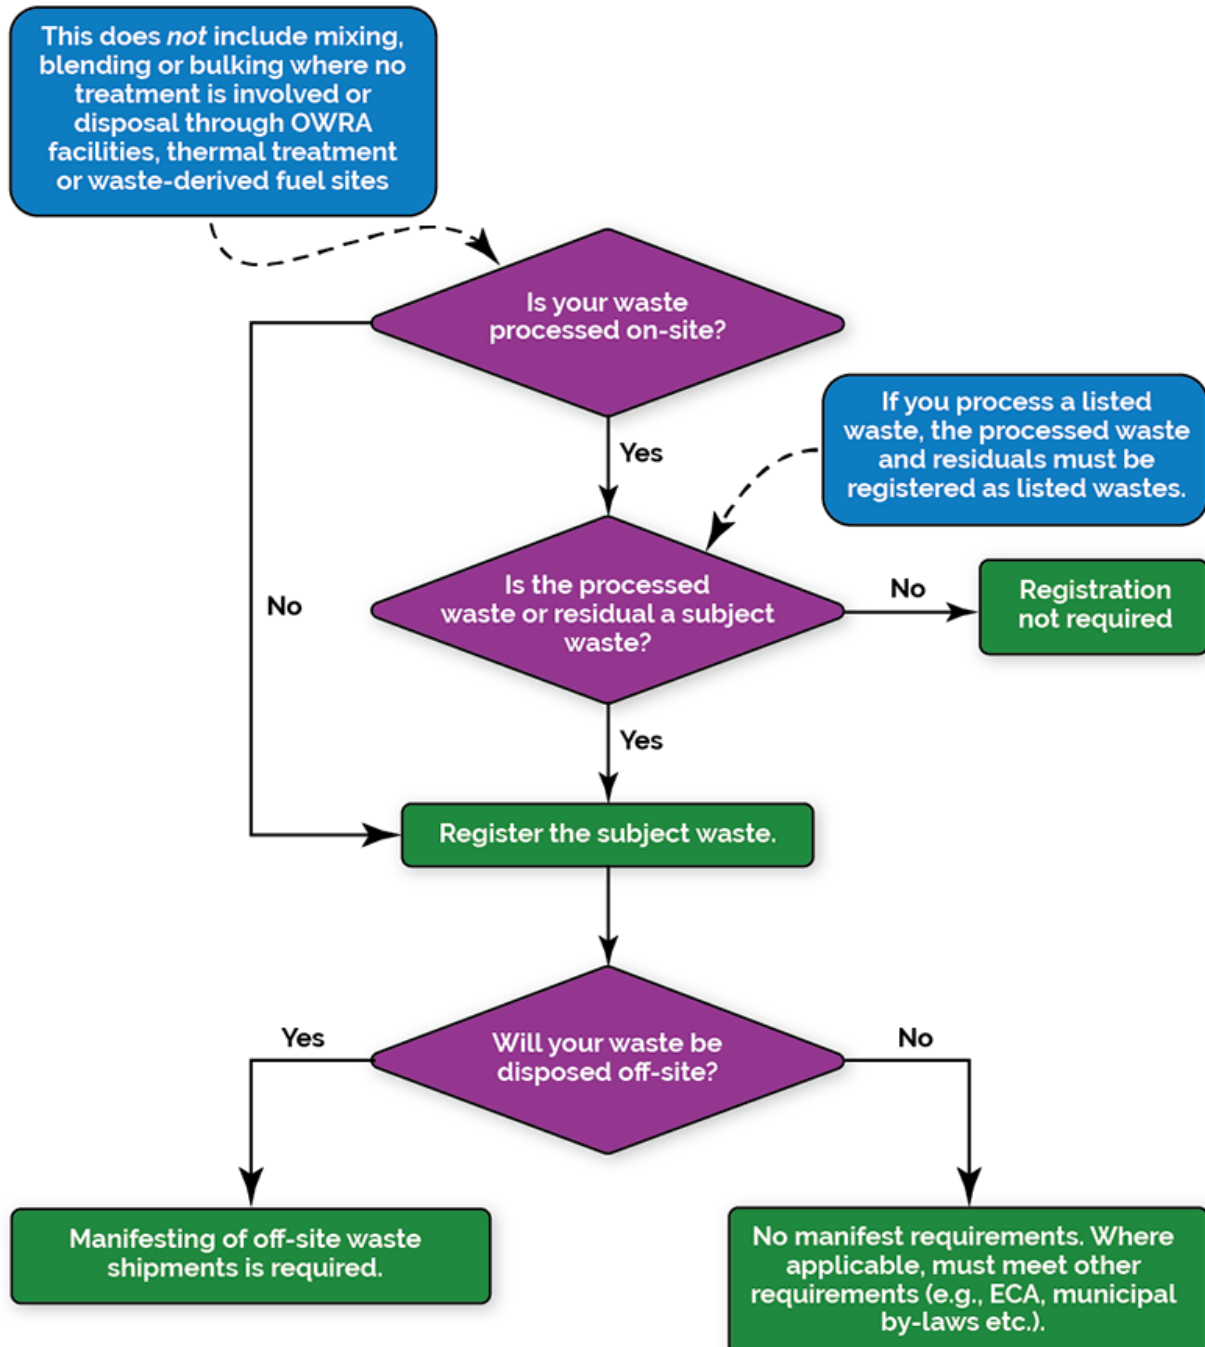 This does not include mixing,
blending or bulking where no
treatment is involved or
disposal through OWRA
facilities, thermal treatment
or waste-derived fuel sites
Is your waste
processed on-site?
Yes
If you process a listed
waste, the processed waste
and residuals must be
registered as listed wastes.
No
Is the processed
waste or residual a subject
waste?
No
Registration
not required
Yes
Register the subject waste.
Will your waste be
disposed off-site?
Yes
No
Manifesting of off-site waste
shipments is required.
No manifest requirements. Where
applicable, must meet other
requirements (e.g., ECA, municipal
by-laws etc.).